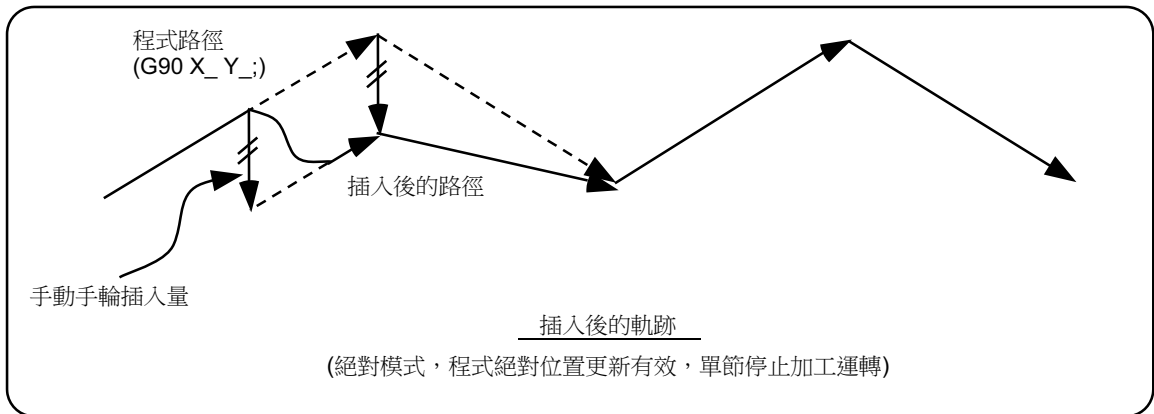 程式路徑
(G90 X_ Y_;)
插入後的路徑
手動手輪插入量
插入後的軌跡
(絕對模式，程式絕對位置更新有效，單節停止加工運轉)